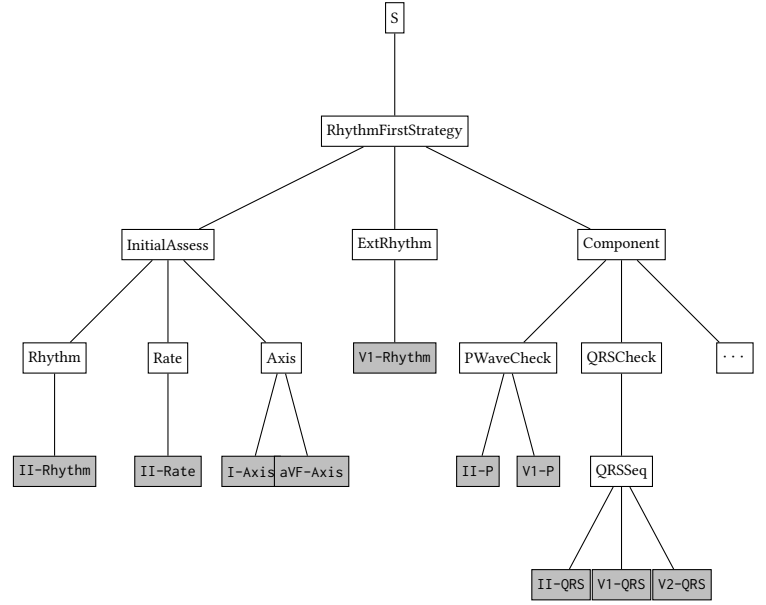 S
RhythmFirstStrategy
InitialAssess
ExtRhythm
Component
Rhythm
Rate
Axis
V1-Rhythm
PWaveCheck
QRSCheck
···
II-Rhythm
II-Rate
I-Axis
aVF-Axis
II-P
V1-P
QRSSeq
II-QRS
V1-QRS
V2-QRS